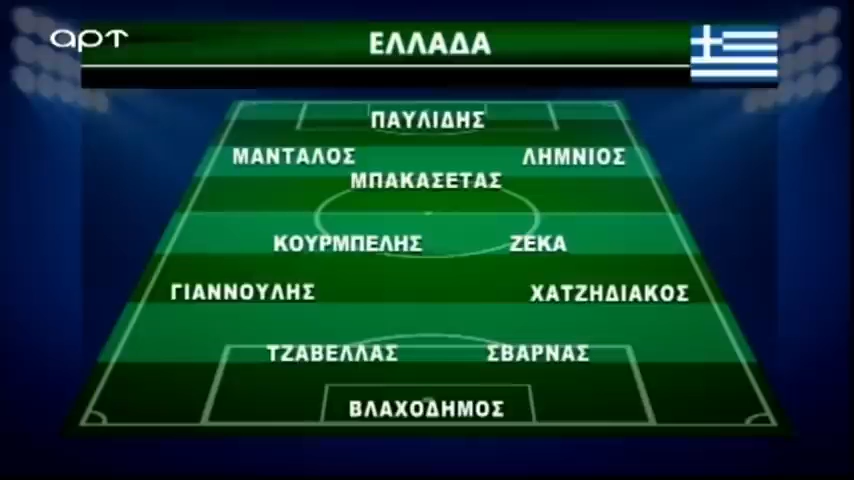 αρτ
ΕΛΛΑΔΑ
ΠΑΥΛΙΔΗΣ
ΜΑΝΤΑΛΟΣ ΛΗΜΝΙΟΣ
ΜΠΑΚΑΣΕΤΑΣ
ΚΟΥΡΜΠΕΛΗΣ ΖΕΚΑ
ΓΙΑΝΝΟΥΛΗΣ ΧΑΤΖΗΔΙΑΚΟΣ
ΤΖΑΒΕΛΛΑΣ ΣΒΑΡΝΑΣ
ΒΛΑΧΟΔΗΜΟΣ